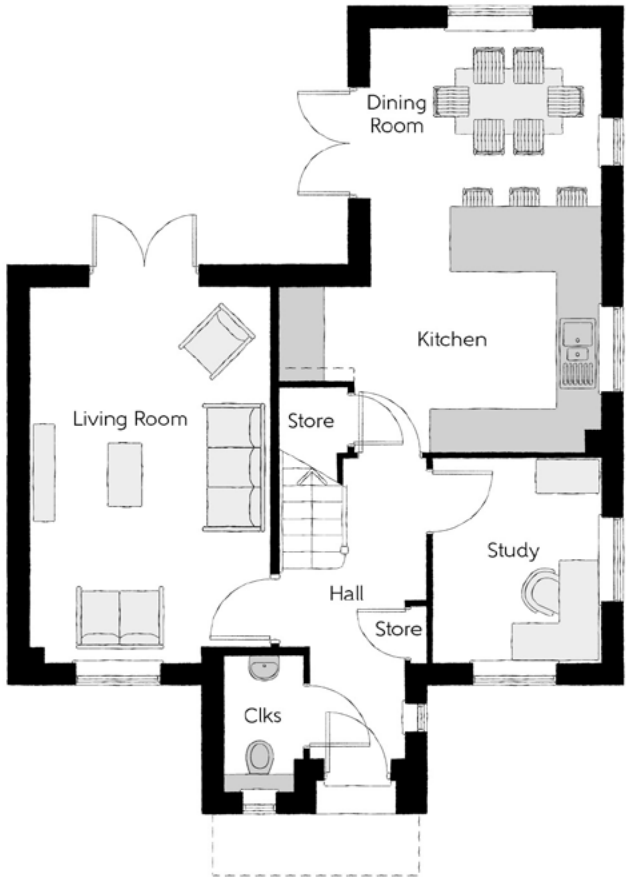 Dining
Room
Kitchen
Living Room
Store
Study
Hall
Store
Clks